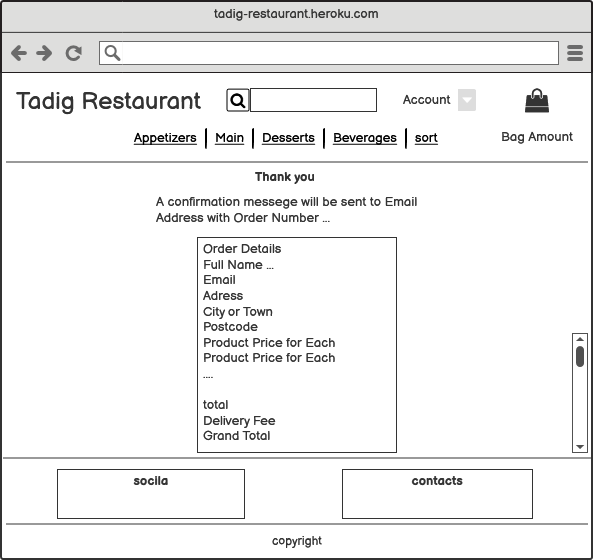 tadig-restaurant.heroku.com
Tadig Restaurant
Account
Appetizers Main Desserts Beverages sort
Bag Amount
Thank you
A confirmation messege will be sent to Email
Address with Order Number ...
Order Details
Full Name ...
Email
Adress
City or Town
Postcode
Product Price for Each
Product Price for Each
....
total
Delivery Fee
Grand Total
socila
contacts
copyright